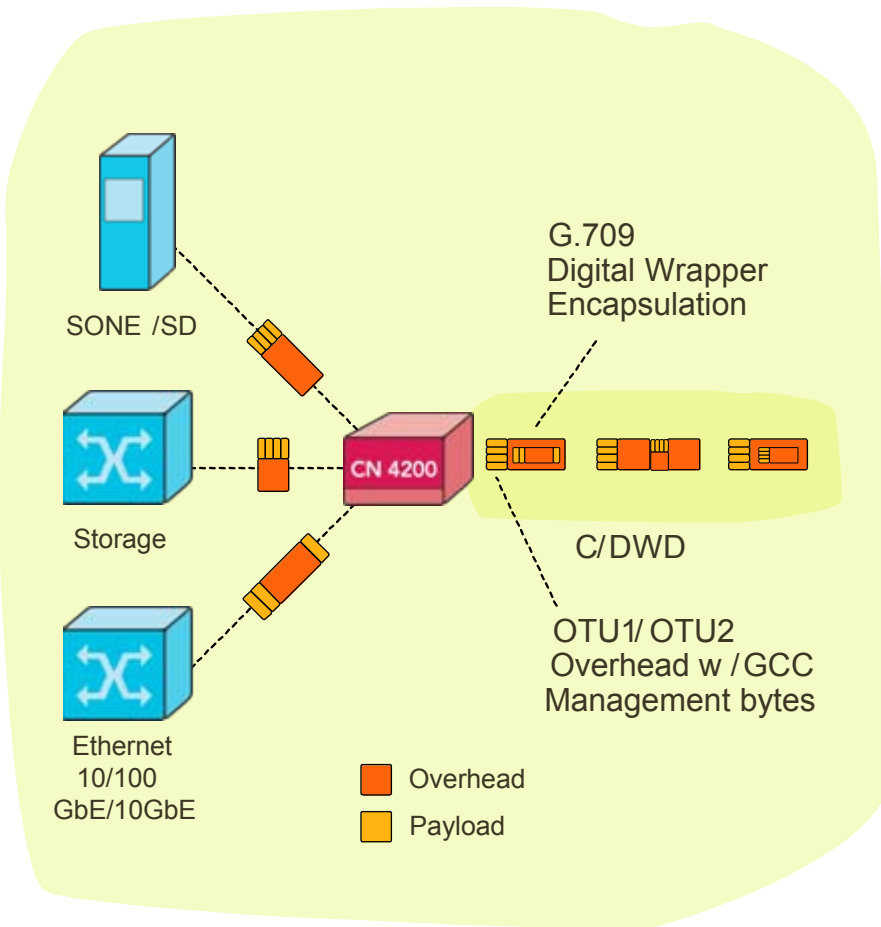 G.709
Digital Wrapper
Encapsulation
SONE /SD
CN 4200
Storage
C/DWD
OTU1/ OTU2
Overhead w /GCC
Management bytes
Ethernet
10/100
GbE/10GbE
Overhead
Payload